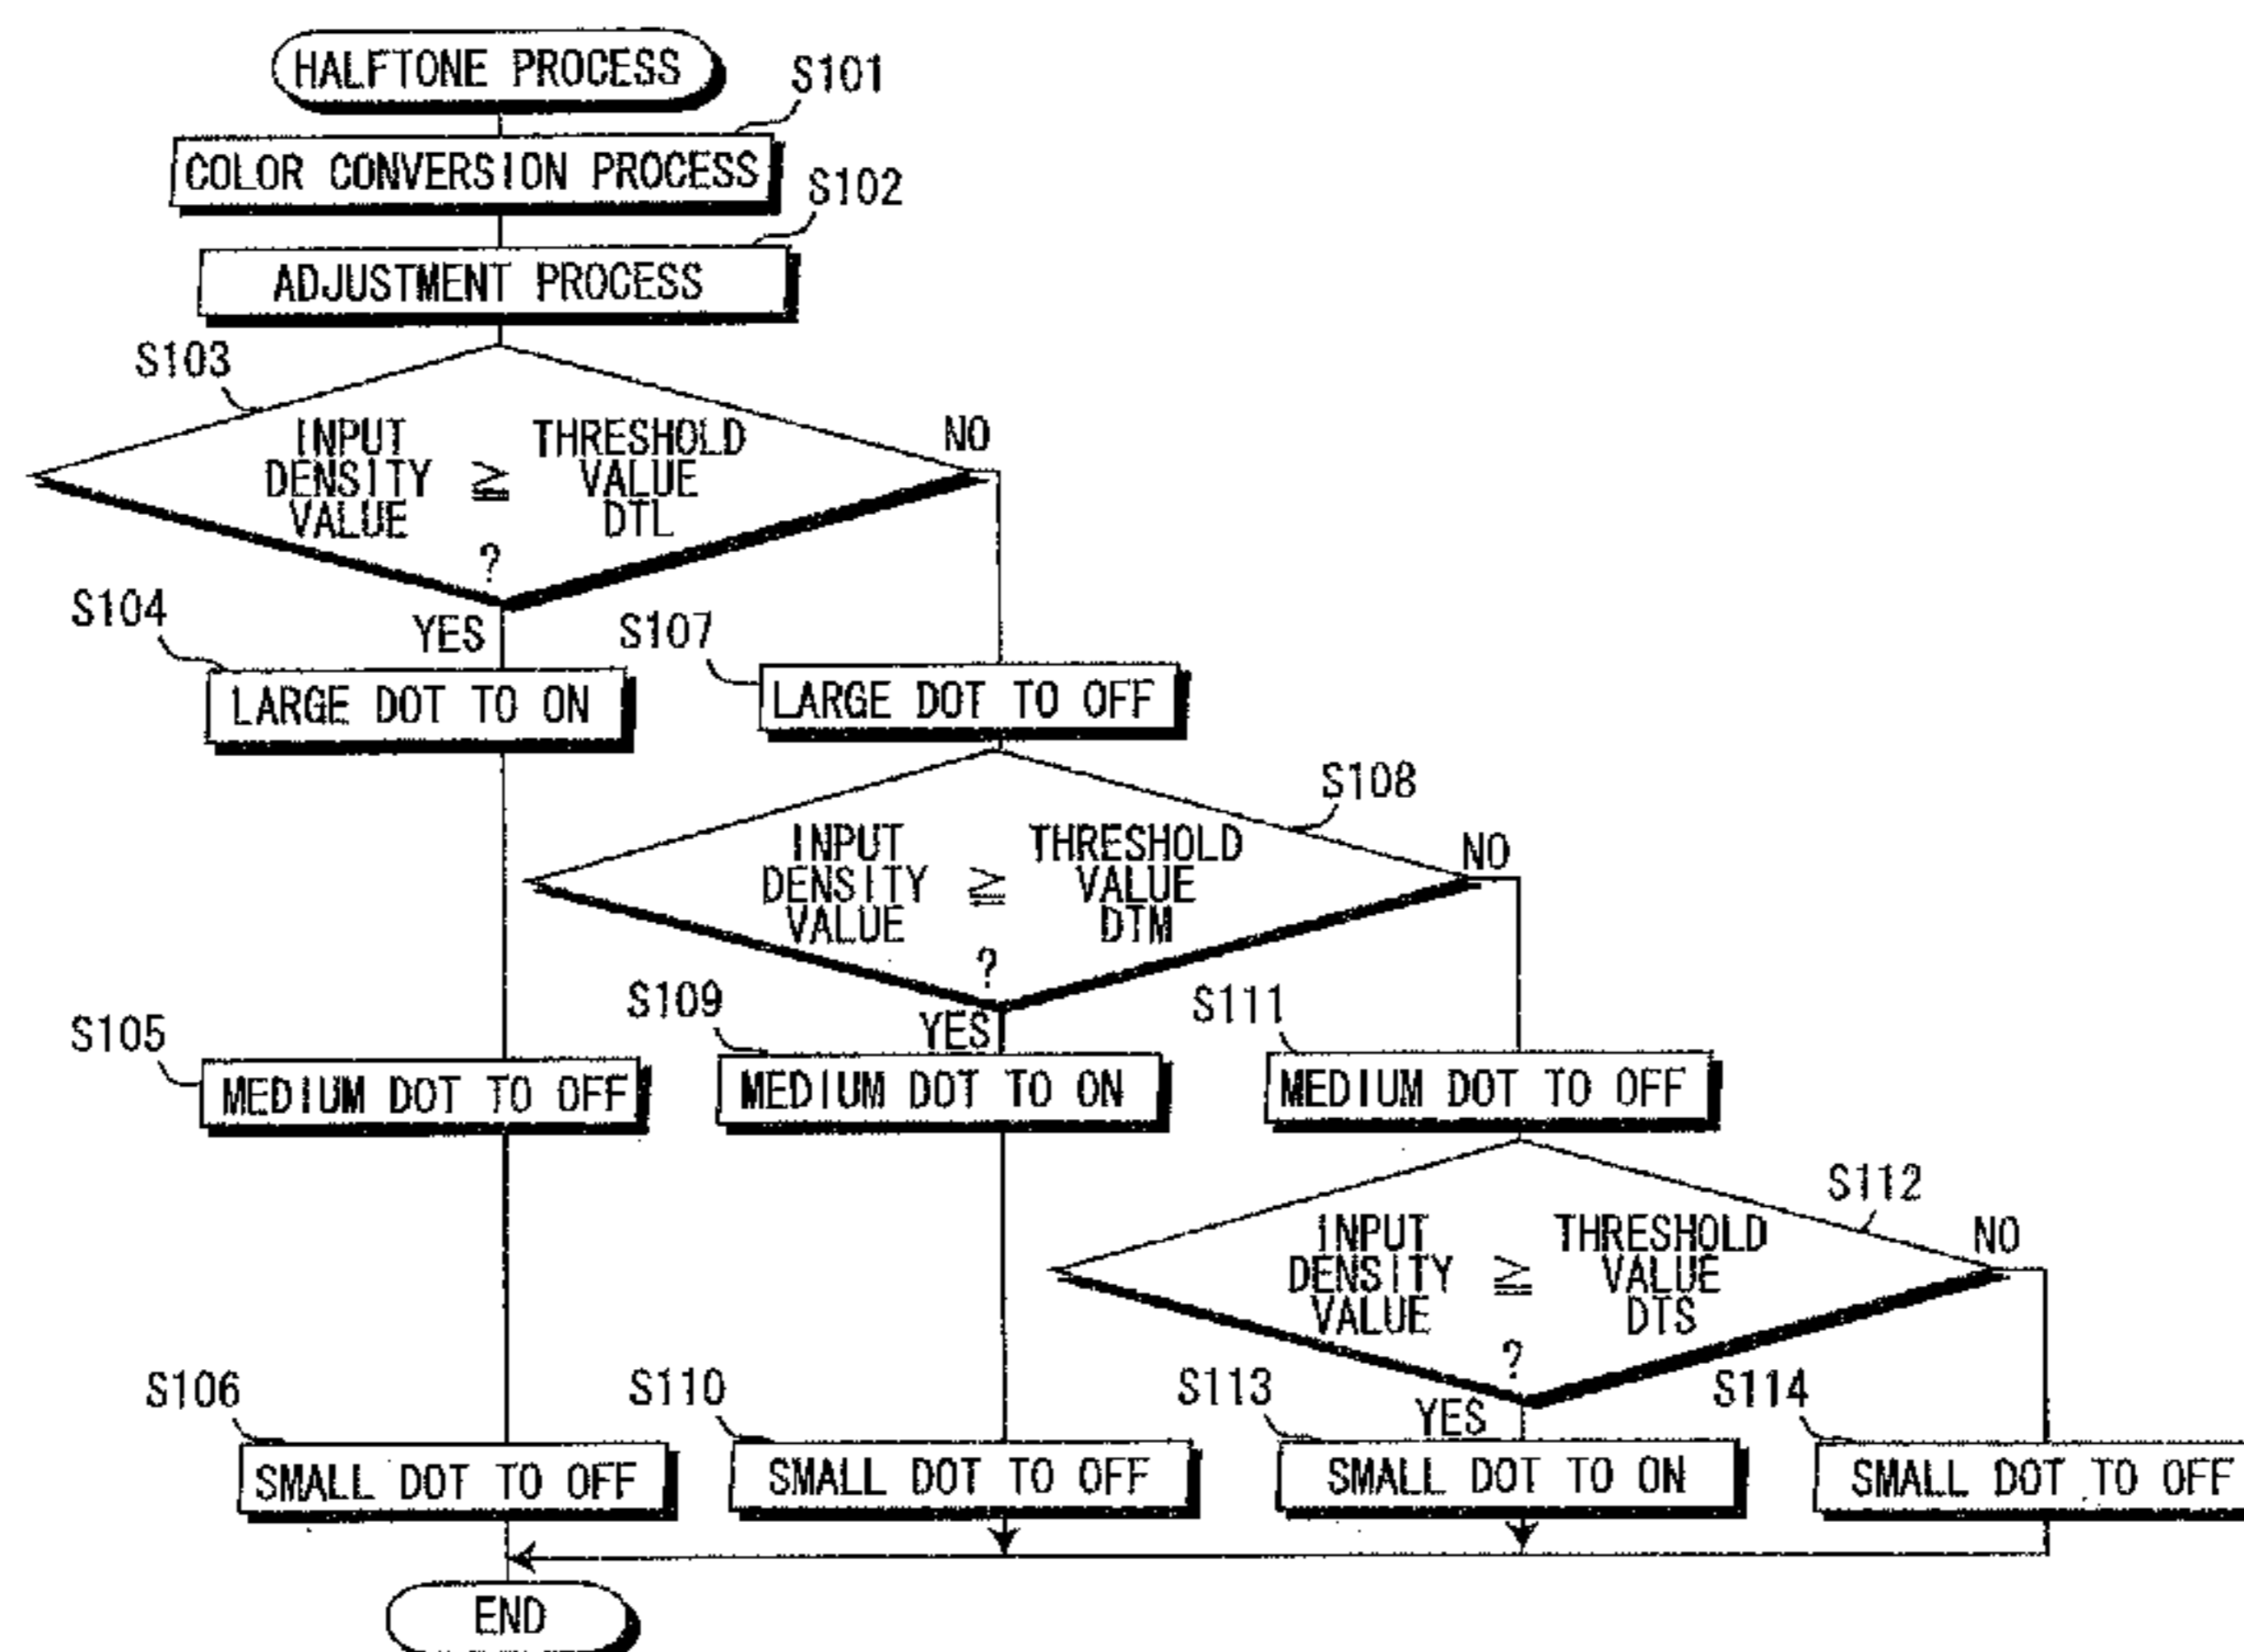 HALFTONE PROCESS
S101
COLOR CONVERSION PROCESS
S102
ADJUSTMENT PROCESS
S103
INPUT DENSITY VALUE ≧ THRESHOLD VALUE DTL ?
NO
YES
S104
LARGE DOT TO ON
S107
LARGE DOT TO OFF
S108
INPUT DENSITY VALUE ≧ THRESHOLD VALUE DTM ?
NO
YES
S105
MEDIUM DOT TO OFF
S109
MEDIUM DOT TO ON
S111
MEDIUM DOT TO OFF
S112
INPUT DENSITY VALUE ≧ THRESHOLD VALUE DTS ?
NO
YES
S106
SMALL DOT TO OFF
S110
SMALL DOT TO OFF
S113
SMALL DOT TO ON
S114
SMALL DOT TO OFF
END